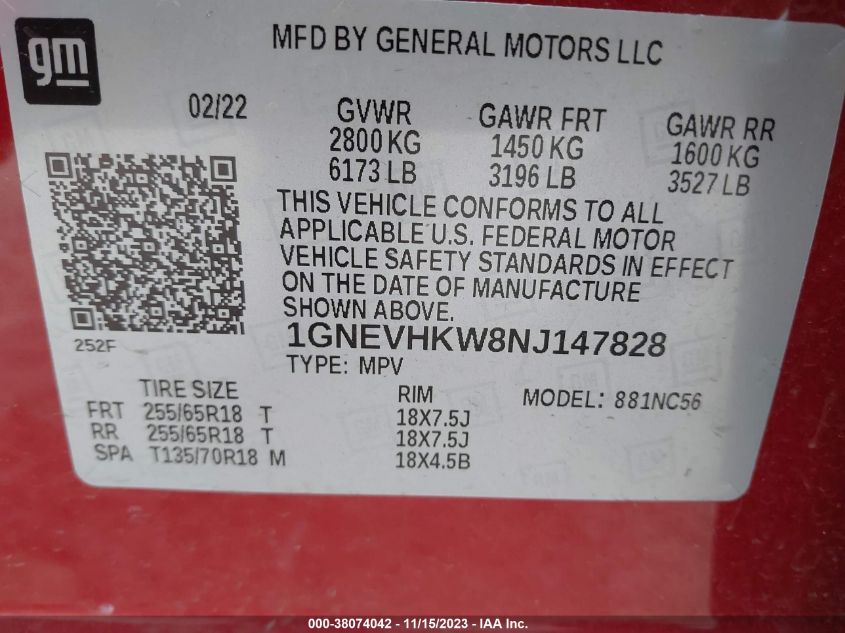 gm
MFD BY GENERAL MOTORS LLC
02/22 GVWR GAWR FRT GAWR RR
2800 KG 1450 KG 1600 KG
6173 LB 3196 LB 3527 LB
THIS VEHICLE CONFORMS TO ALL
APPLICABLE U.S. FEDERAL MOTOR
VEHICLE SAFETY STANDARDS IN EFFECT
ON THE DATE OF MANUFACTURE
SHOWN ABOVE.
252F
1GNEVHKW8NJ147828
TYPE: MPV
TIRE SIZE RIM MODEL: 881NC56
FRT 255/65R18 T 18X7.5J
RR 255/65R18 T 18X7.5J
SPA T135/70R18 M 18X4.5B
000-38074042 - 11/15/2023 - IAA Inc.